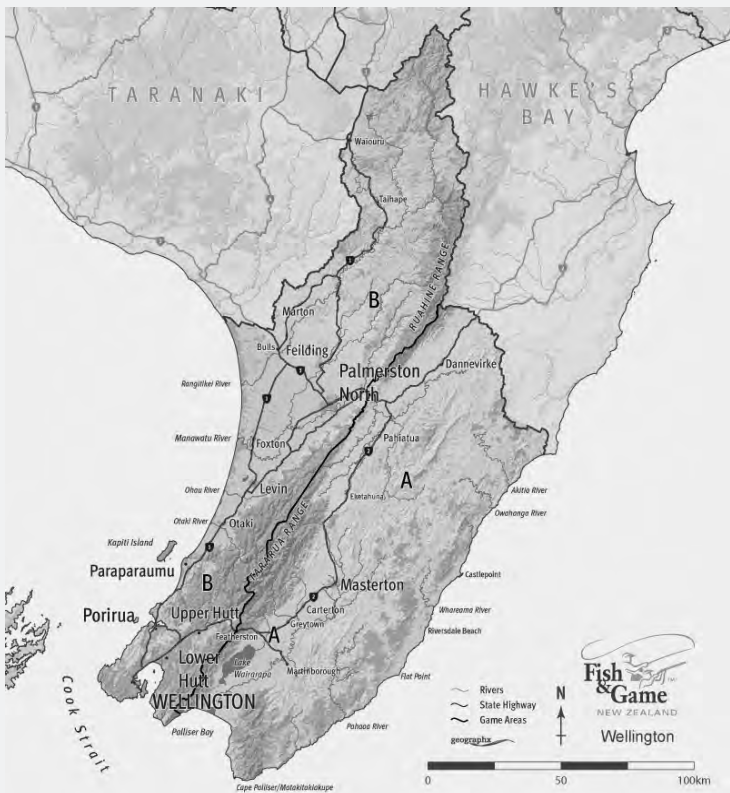 TARANAKI
HAWKE'S
BAY
Waiouru
Taihape
1
B
RUAHINE RANGE
Marton
Bulls
Feilding
Dannevirke
Palmerston
North
Rangitikei River
Manawatu River
Foxton
Pahiatua
A
Levin
Eketahuna
Ohau River
Akitio River
Otaki River
Otaki
Owahanga River
Kapiti Island
TARARUA RANGE
Paraparaumu
B
Masterton
Castlepoint
Porirua
Upper Hutt
Carterton
Whareama River
Greytown
Featherston
A
Riversdale Beach
Lower
Hutt
Lake
Wairarapa
Martinborough
Flat Point
WELLINGTON
Cook Strait
Palliser Bay
Pahaoa River
Cape Palliser/Matakitakiakupe
Rivers
State Highway
Game Areas
geographx
N
Fish
& Game
TM
NEW ZEALAND
Wellington
0 50 100km